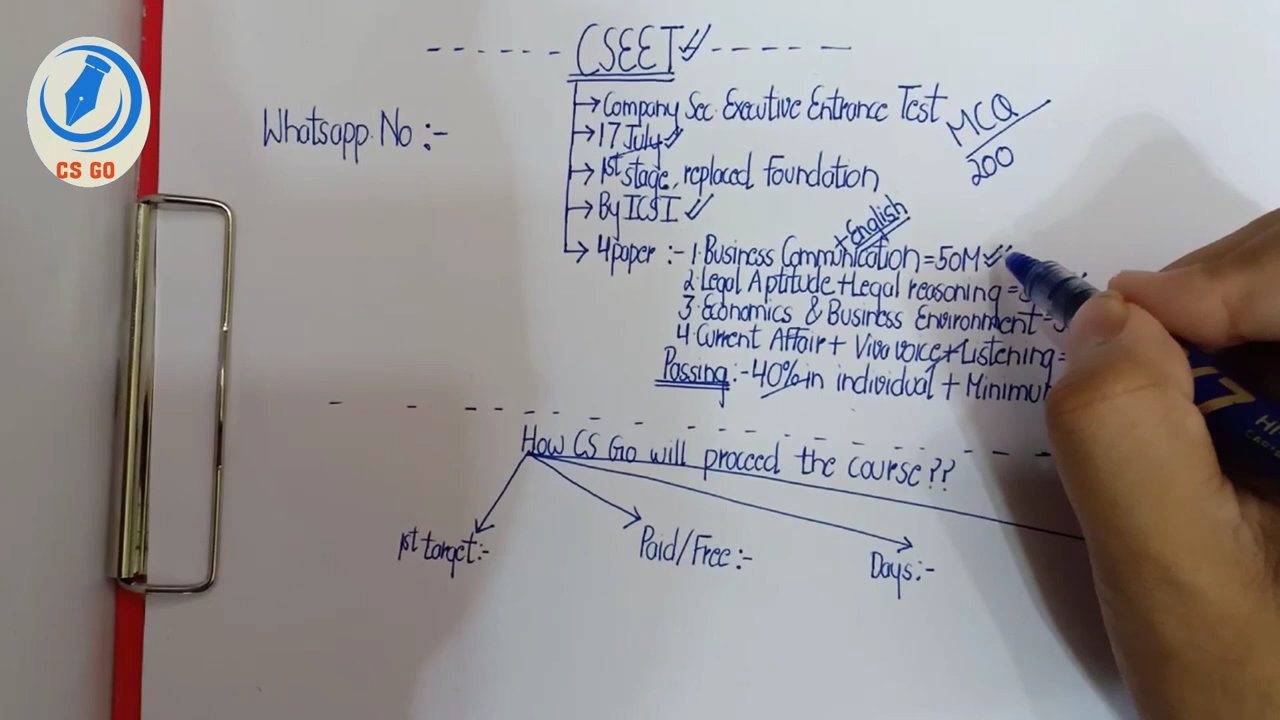 CS GO
CSEET
Whatsapp No :-
→ Company Sec. Executive Entrance Test
MCQ
200
→ 17 July
→ 1st stage, replaced foundation
→ By ICSI
→ 4 paper :- 1. Business Communication = 50M
+ English
2. Legal Aptitude + Legal reasoning =
3. Economics & Business Environment =
4. Current Affair + Viva voice + Listening =
Passing :- 40% in individual +
How CS Go will proceed the course??
1st target :-
Paid/Free :-
Days :-